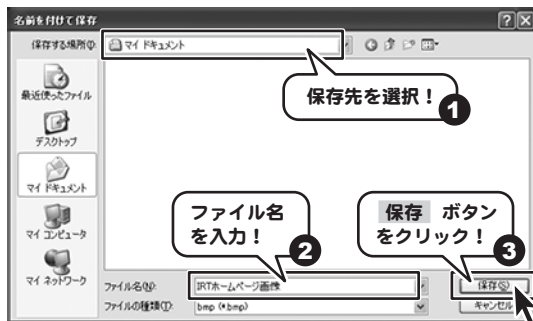 名前を付けて保存
保存する場所(I):
マイ ドキュメント
保存先を選択！
1
最近使ったファイル
デスクトップ
マイ ドキュメント
マイ コンピュータ
マイ ネットワーク
ファイル名
を入力！
2
保存 ボタン
をクリック！
3
ファイル名(N):
IRTホームページ画像
保存(S)
ファイルの種類(T):
bmp (*.bmp)
キャンセル